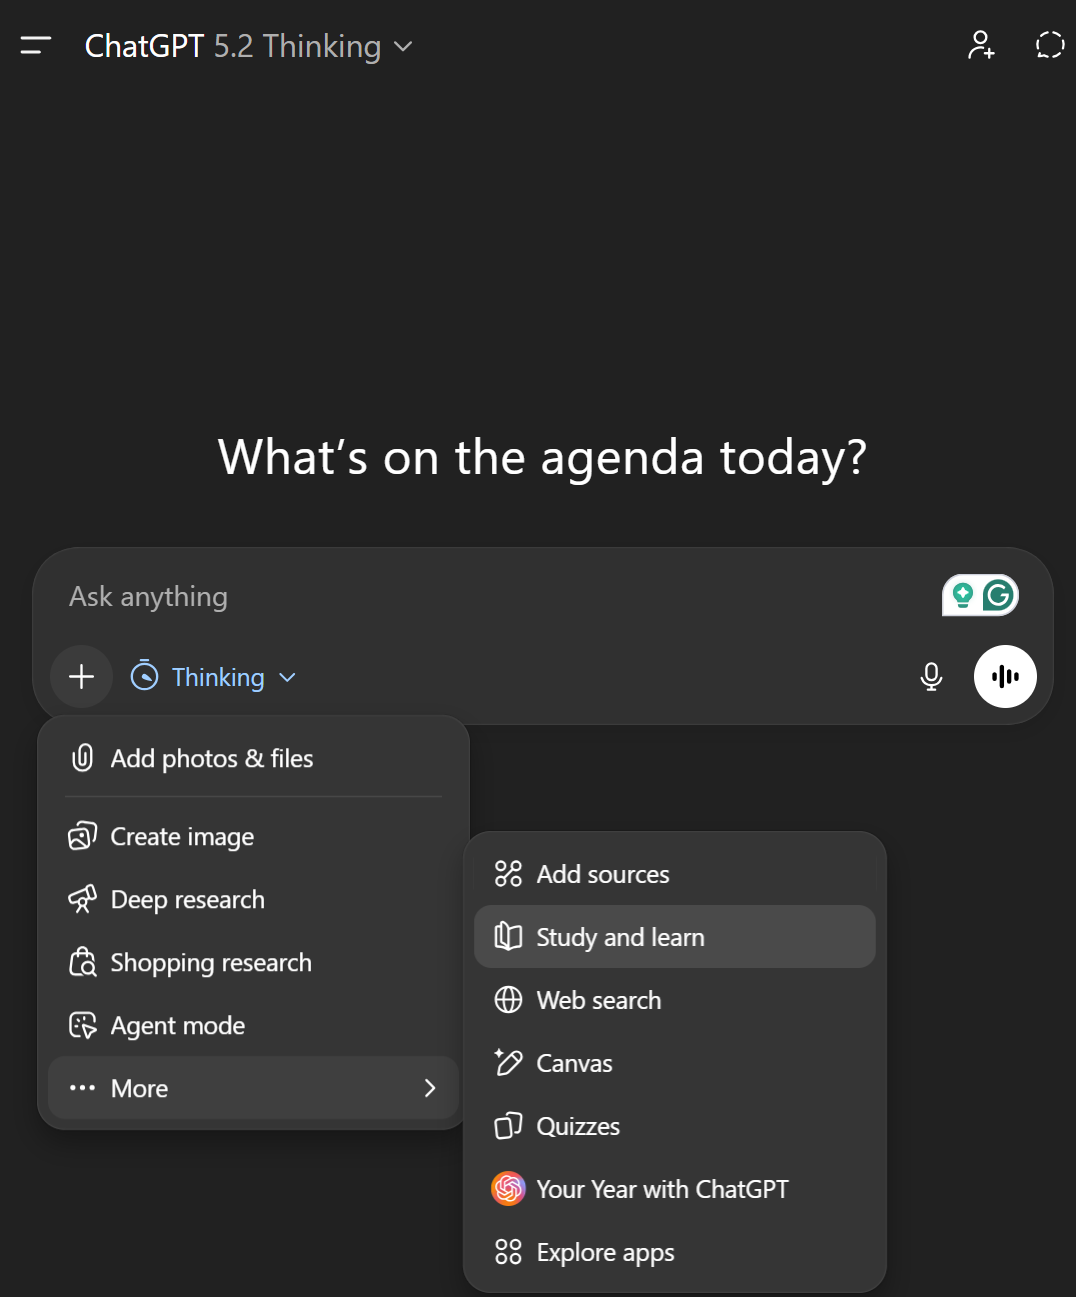 ChatGPT 5.2 Thinking
What's on the agenda today?
Ask anything
Thinking
Add photos & files
Create image
Deep research
Shopping research
Agent mode
More
Add sources
Study and learn
Web search
Canvas
Quizzes
Your Year with ChatGPT
Explore apps